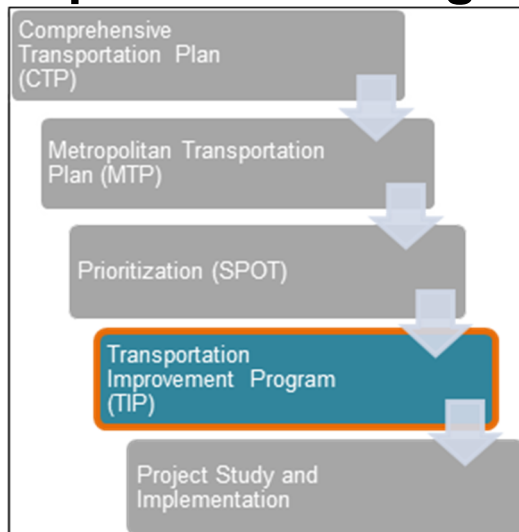 Comprehensive
Transportation Plan
(CTP)
Metropolitan Transportation
Plan (MTP)
Prioritization (SPOT)
Transportation
Improvement Program
(TIP)
Project Study and
Implementation